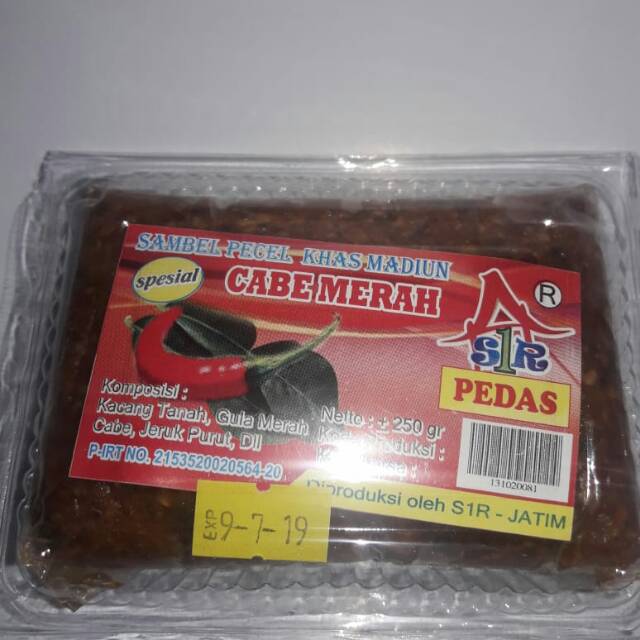 SAMBEL PECEL KHAS MADIUN
spesial
CABE MERAH
A
S1R
®
PEDAS
Komposisi :
Kacang Tanah, Gula Merah
Cabe, Jeruk Purut, Dll
P-IRT NO. 2153520020564-20
Netto : ± 250 gr
131020081
Diproduksi oleh S1R - JATIM
EXP 9-7-19